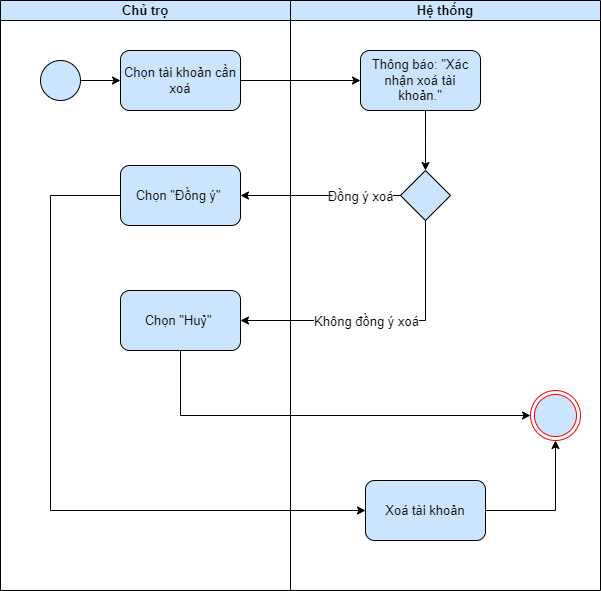 Chủ trọ
Hệ thống
Chọn tài khoản cần
xoá
Thông báo: "Xác
nhận xoá tài
khoản."
Chọn "Đồng ý"
Đồng ý xoá
Chọn "Huỷ"
Không đồng ý xoá
Xoá tài khoản